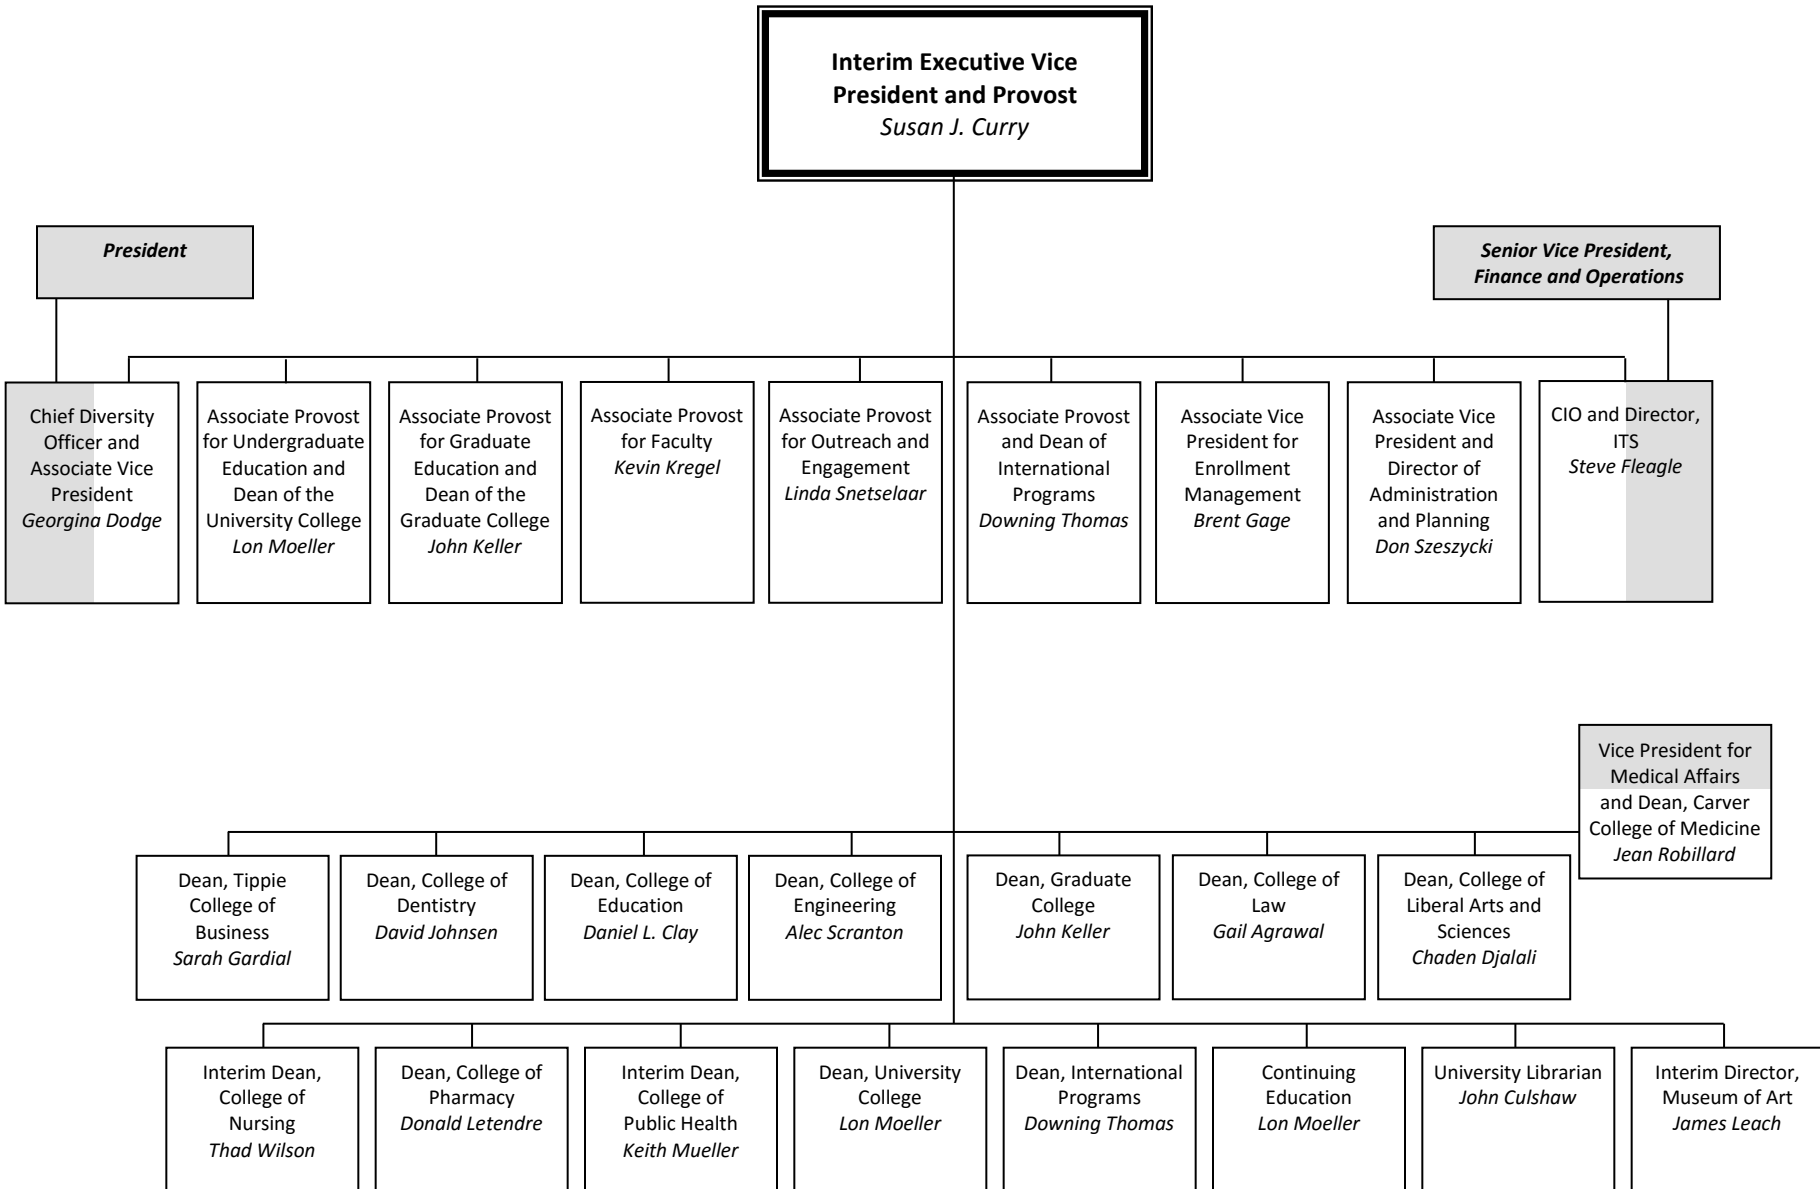 Interim Executive Vice
President and Provost
Susan J. Curry
President
Senior Vice President,
Finance and Operations
Chief Diversity
Officer and
Associate Vice
President
Georgina Dodge
Associate Provost
for Undergraduate
Education and
Dean of the
University College
Lon Moeller
Associate Provost
for Graduate
Education and
Dean of the
Graduate College
John Keller
Associate Provost
for Faculty
Kevin Kregel
Associate Provost
for Outreach and
Engagement
Linda Snetselaar
Associate Provost
and Dean of
International
Programs
Downing Thomas
Associate Vice
President for
Enrollment
Management
Brent Gage
Associate Vice
President and
Director of
Administration
and Planning
Don Szeszycki
CIO and Director,
ITS
Steve Fleagle
Vice President for
Medical Affairs
and Dean, Carver
College of Medicine
Jean Robillard
Dean, Tippie
College of
Business
Sarah Gardial
Dean, College of
Dentistry
David Johnsen
Dean, College of
Education
Daniel L. Clay
Dean, College of
Engineering
Alec Scranton
Dean, Graduate
College
John Keller
Dean, College of
Law
Gail Agrawal
Dean, College of
Liberal Arts and
Sciences
Chaden Djalali
Interim Dean,
College of
Nursing
Thad Wilson
Dean, College of
Pharmacy
Donald Letendre
Interim Dean,
College of
Public Health
Keith Mueller
Dean, University
College
Lon Moeller
Dean, International
Programs
Downing Thomas
Continuing
Education
Lon Moeller
University Librarian
John Culshaw
Interim Director,
Museum of Art
James Leach